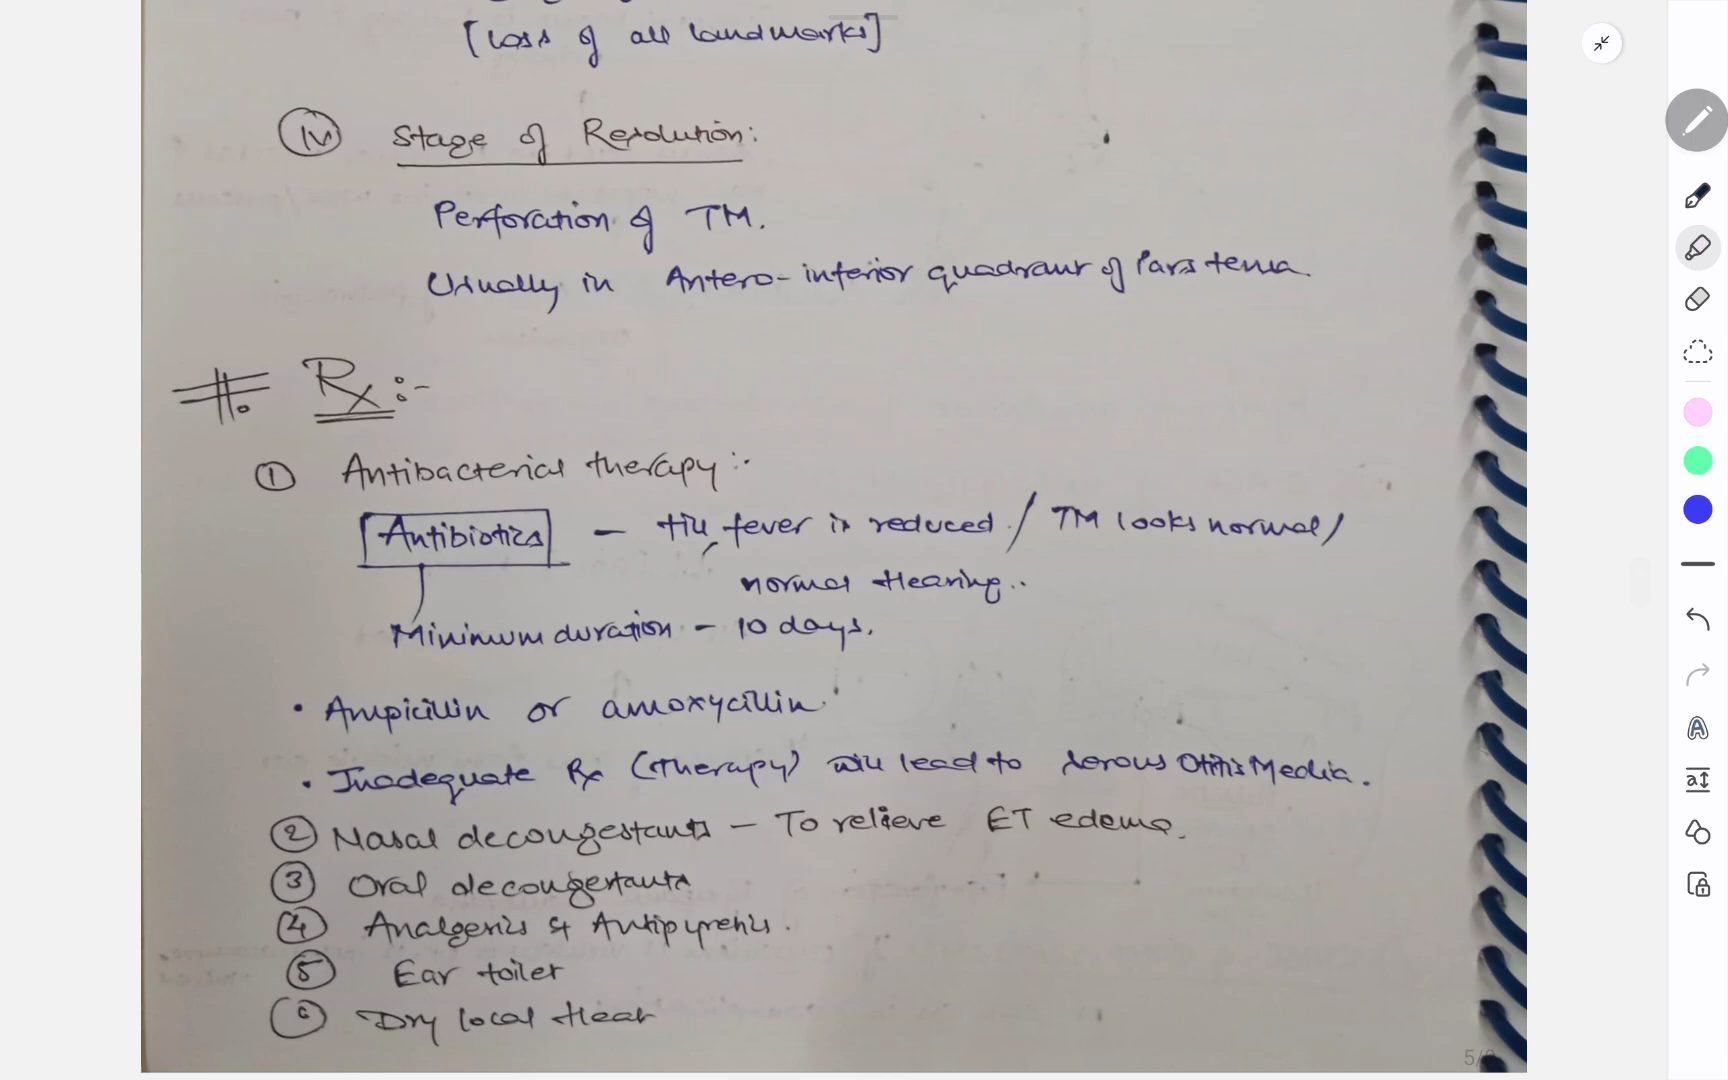 [Loss of all landmarks]
IV Stage of Resolution:
Perforation of TM.
Usually in Antero-inferior quadrant of Pars tensa.
#. Rx:-
① Antibacterial therapy:-
Antibiotics — till fever is reduced / TM looks normal /
normal Hearing..
Minimum duration - 10 days.
• Ampicillin or amoxycillin.
• Inadequate Rx (therapy) will lead to Serous Otitis Media.
② Nasal decongestants — To relieve ET edema.
③ Oral decongestants
④ Analgesics & Antipyretics.
⑤ Ear toilet
⑥ Dry local Heat